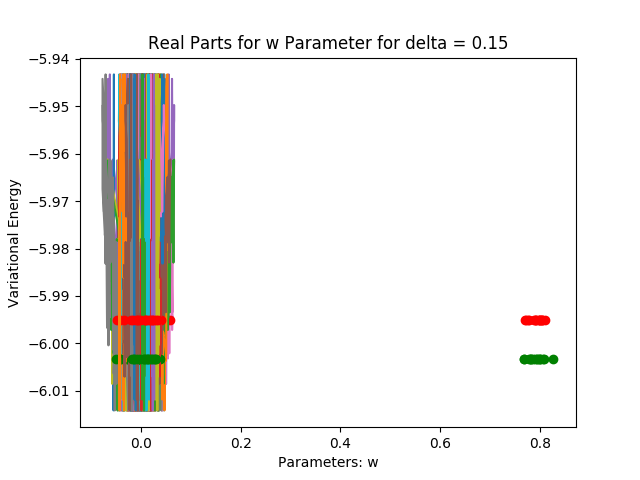 Real Parts for w Parameter for delta = 0.15
Variational Energy
−5.94
−5.95
−5.96
−5.97
−5.98
−5.99
−6.00
−6.01
0.0 0.2 0.4 0.6 0.8
Parameters: w